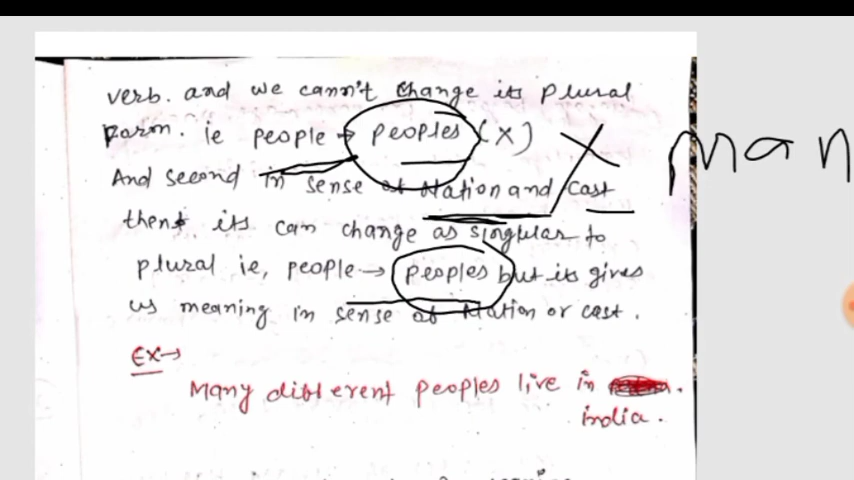 verb. and we cann't change its plural
Farm. ie people → peoples (X)
And second in sense of Nation and Cast
then its can change as singular to
plural ie, people → peoples but its gives
us meaning in sense of Nation or cast.
Ex→
Many different peoples live in
india.
man